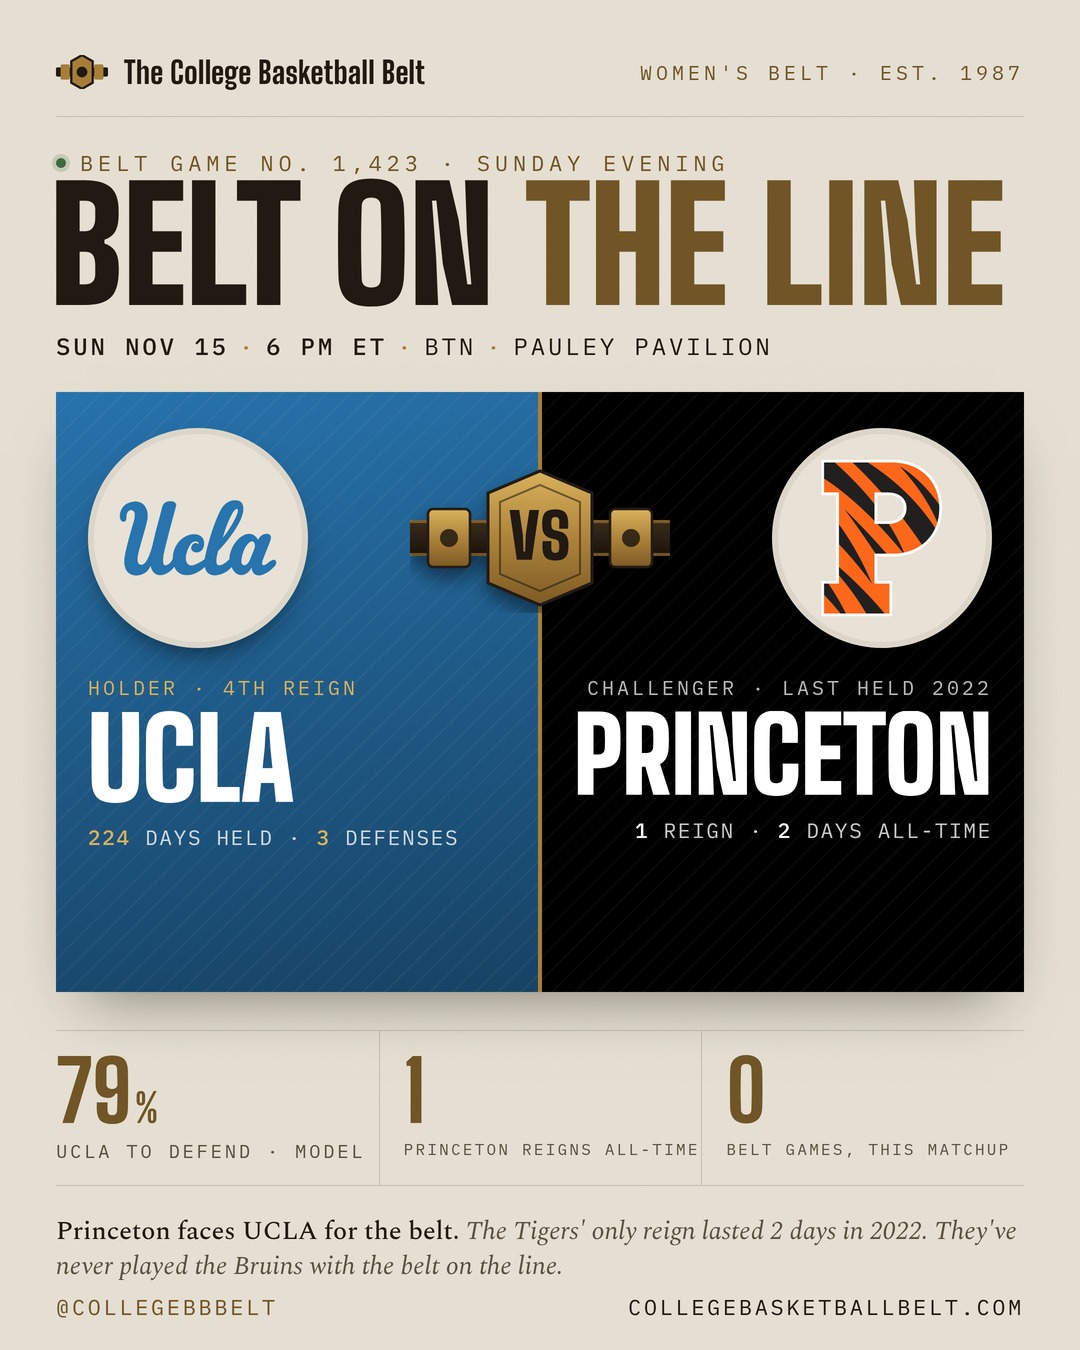 The College Basketball Belt
WOMEN'S BELT · EST. 1987
BELT GAME NO. 1,423 · SUNDAY EVENING
BELT ON THE LINE
SUN NOV 15 · 6 PM ET · BTN · PAULEY PAVILION
Ucla
VS
P
HOLDER · 4TH REIGN
UCLA
224 DAYS HELD · 3 DEFENSES
CHALLENGER · LAST HELD 2022
PRINCETON
1 REIGN · 2 DAYS ALL-TIME
79%
UCLA TO DEFEND · MODEL
1
PRINCETON REIGNS ALL-TIME
0
BELT GAMES, THIS MATCHUP
Princeton faces UCLA for the belt. The Tigers' only reign lasted 2 days in 2022. They've
never played the Bruins with the belt on the line.
@COLLEGEBBBELT
COLLEGEBASKETBALLBELT.COM